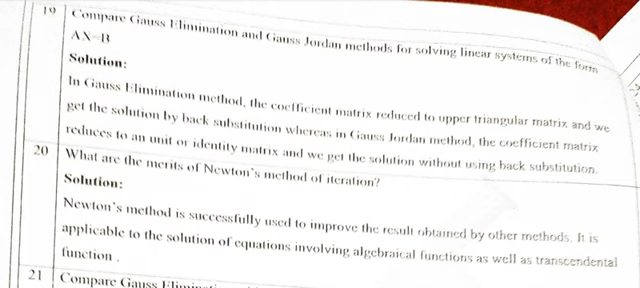 19 Compare Gauss Elimination and Gauss Jordan methods for solving linear systems of the form
AX=B
Solution:
In Gauss Elimination method, the coefficient matrix reduced to upper triangular matrix and we
get the solution by back substitution whereas in Gauss Jordan method, the coefficient matrix
reduces to an unit or identity matrix and we get the solution without using back substitution.
20 What are the merits of Newton's method of iteration?
Solution:
Newton's method is successfully used to improve the result obtained by other methods. It is
applicable to the solution of equations involving algebraical functions as well as transcendental
function .
21 Compare Gauss